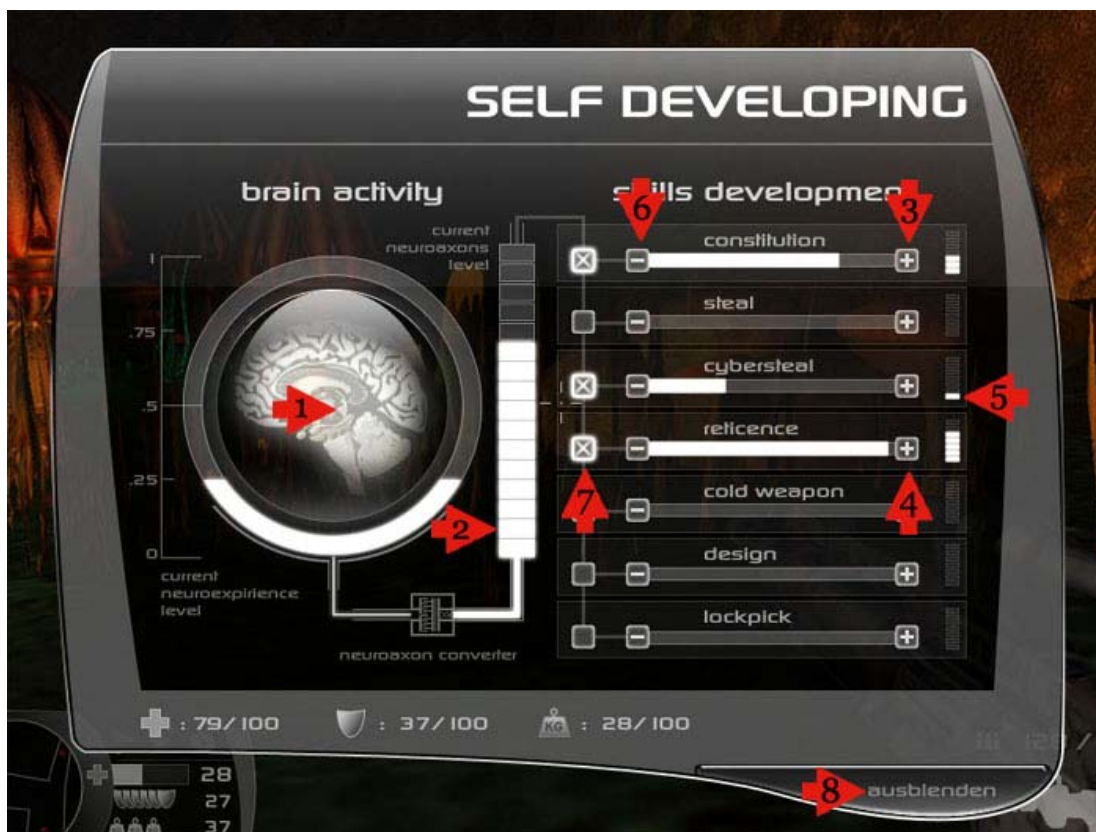 SELF DEVELOPING
brain activity
skills developmen
current
neuroaxons
level
1
.75
.5
.25
0
current
neuroexpirience
level
neuroaxon converter
6
3
constitution
steal
cybersteal
5
reticence
7
4
cold weapon
design
lockpick
1
2
: 79/100
: 37/100
KG : 28/100
8
ausblenden
28
27
37